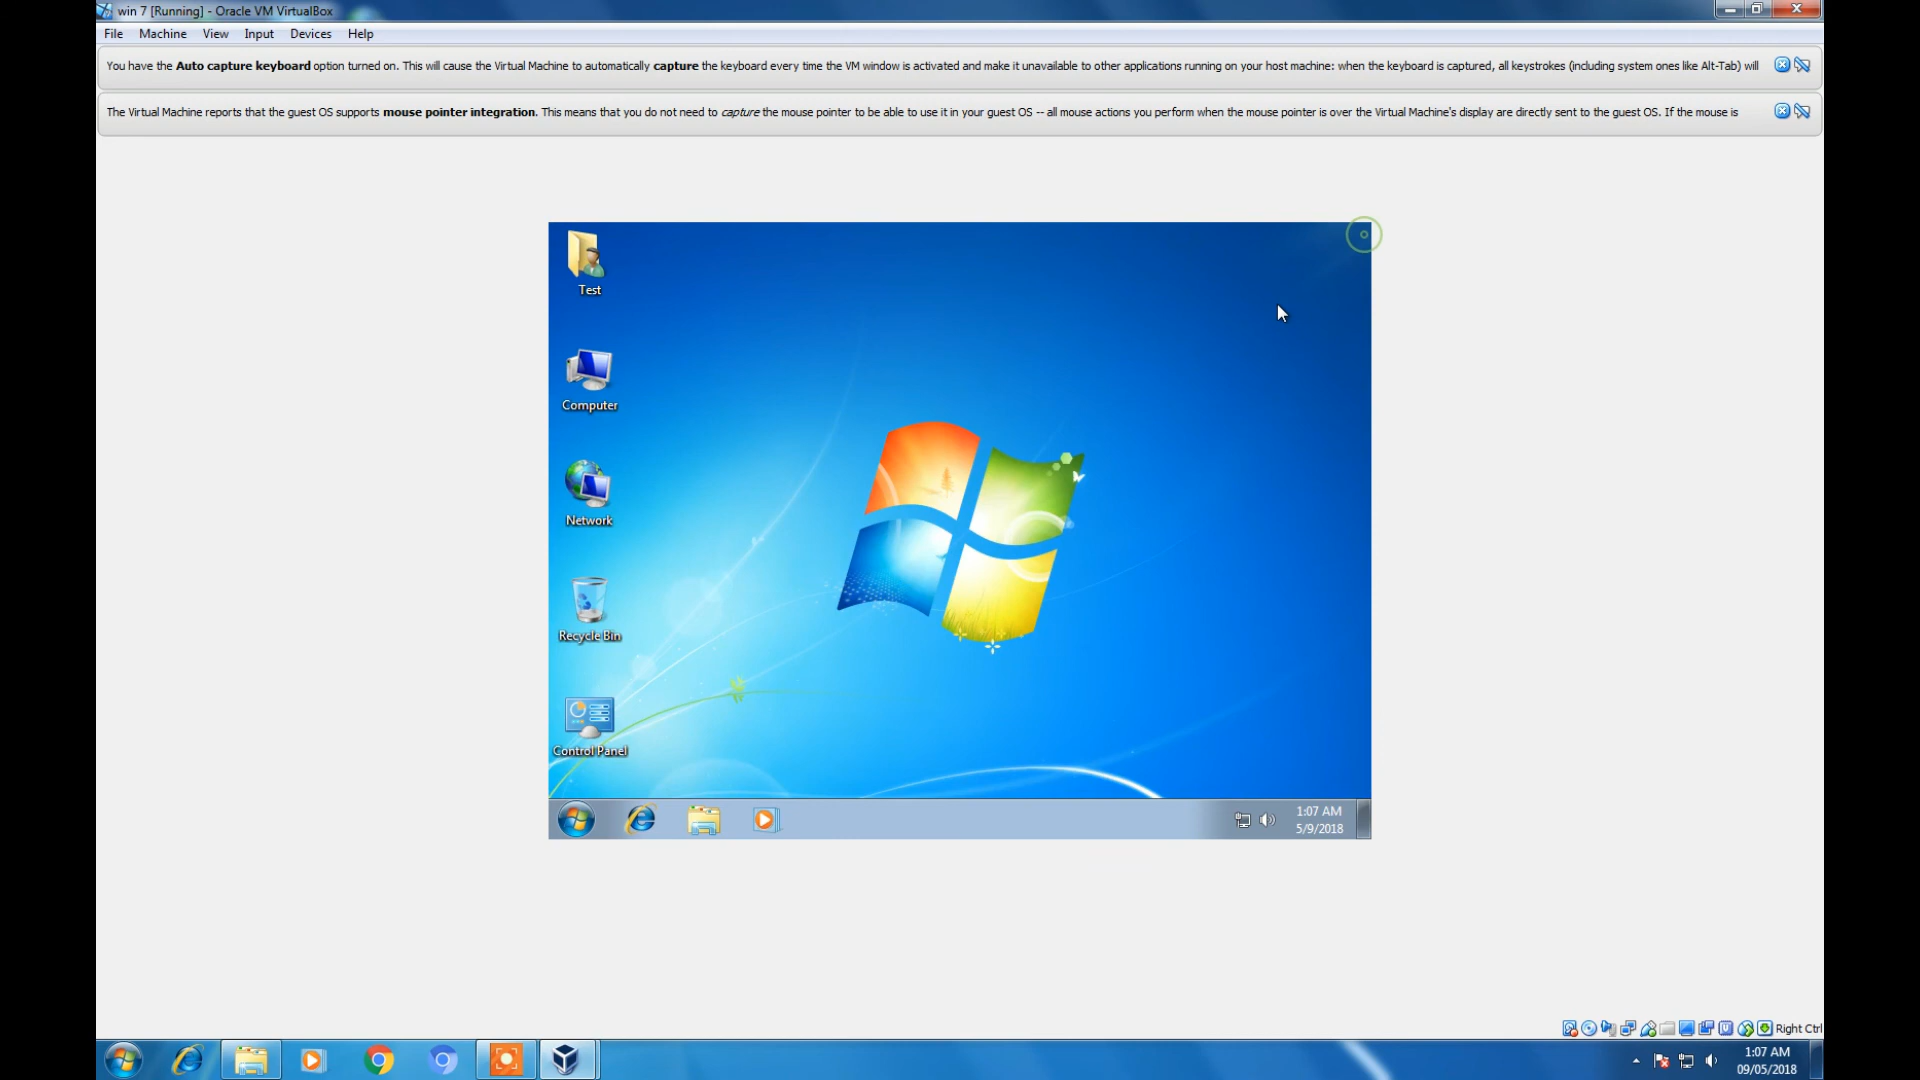 win 7 [Running] - Oracle VM VirtualBox
File Machine View Input Devices Help
You have the Auto capture keyboard option turned on. This will cause the Virtual Machine to automatically capture the keyboard every time the VM window is activated and make it unavailable to other applications running on your host machine: when the keyboard is captured, all keystrokes (including system ones like Alt-Tab) will
The Virtual Machine reports that the guest OS supports mouse pointer integration. This means that you do not need to capture the mouse pointer to be able to use it in your guest OS -- all mouse actions you perform when the mouse pointer is over the Virtual Machine's display are directly sent to the guest OS. If the mouse is
Test
Computer
Network
Recycle Bin
Control Panel
1:07 AM
5/9/2018
Right Ctrl
1:07 AM
09/05/2018